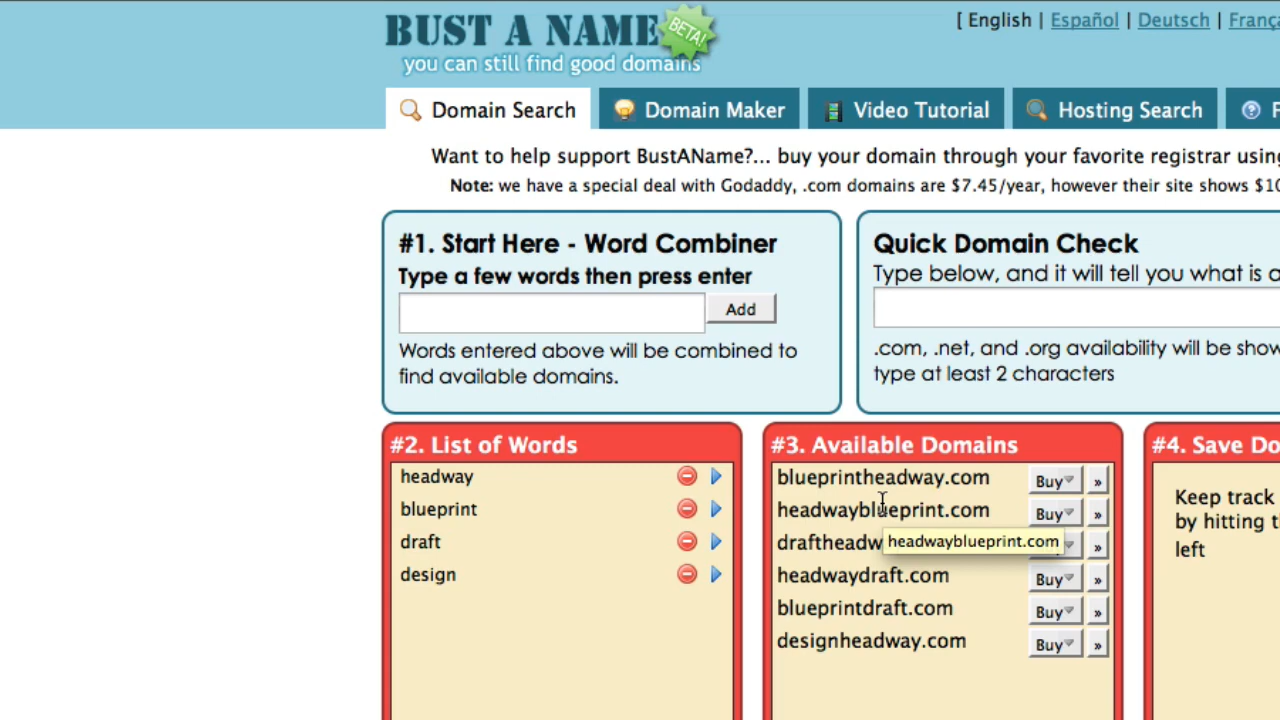 BUST A NAME
BETA!
you can still find good domains
[ English | Español | Deutsch |
Domain Search
Domain Maker
Video Tutorial
Hosting Search
Want to help support BustAName?... buy your domain through your favorite registrar
Note: we have a special deal with Godaddy, .com domains are $7.45/year, however their site shows
#1. Start Here - Word Combiner
Type a few words then press enter
Add
Words entered above will be combined to
find available domains.
Quick Domain Check
Type below, and it will tell you what is
.com, .net, and .org availability will be
type at least 2 characters
#2. List of Words
headway
blueprint
draft
design
#3. Available Domains
blueprintheadway.com Buy »
headwayblueprint.com Buy »
headwayblueprint.com
»
headwaydraft.com Buy »
blueprintdraft.com Buy »
designheadway.com Buy »
#4. Save
Keep track
by hitting
left